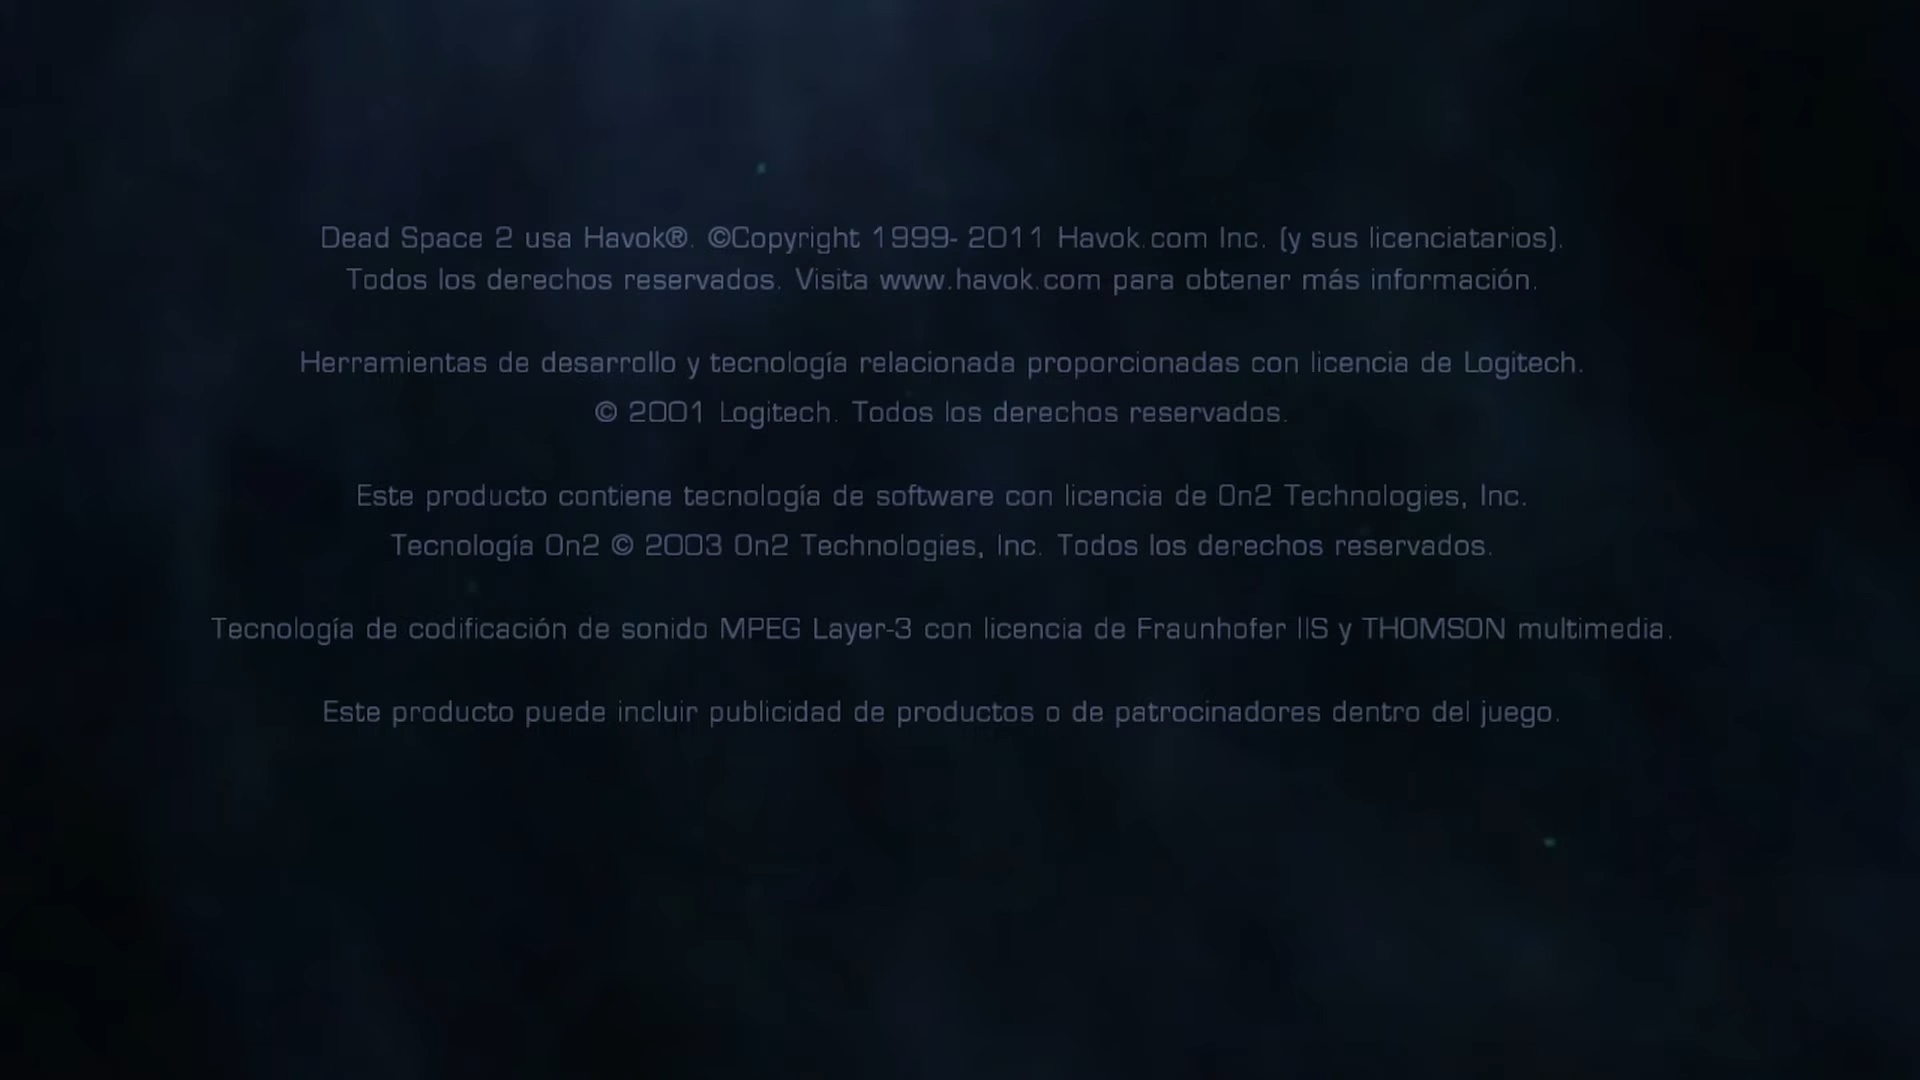 Dead Space 2 usa Havok®. ©Copyright 1999- 2011 Havok.com Inc. (y sus licenciatarios).
Todos los derechos reservados. Visita www.havok.com para obtener más información.
Herramientas de desarrollo y tecnología relacionada proporcionadas con licencia de Logitech.
© 2001 Logitech. Todos los derechos reservados.
Este producto contiene tecnología de software con licencia de On2 Technologies, Inc.
Tecnología On2 © 2003 On2 Technologies, Inc. Todos los derechos reservados.
Tecnología de codificación de sonido MPEG Layer-3 con licencia de Fraunhofer IIS y THOMSON multimedia.
Este producto puede incluir publicidad de productos o de patrocinadores dentro del juego.